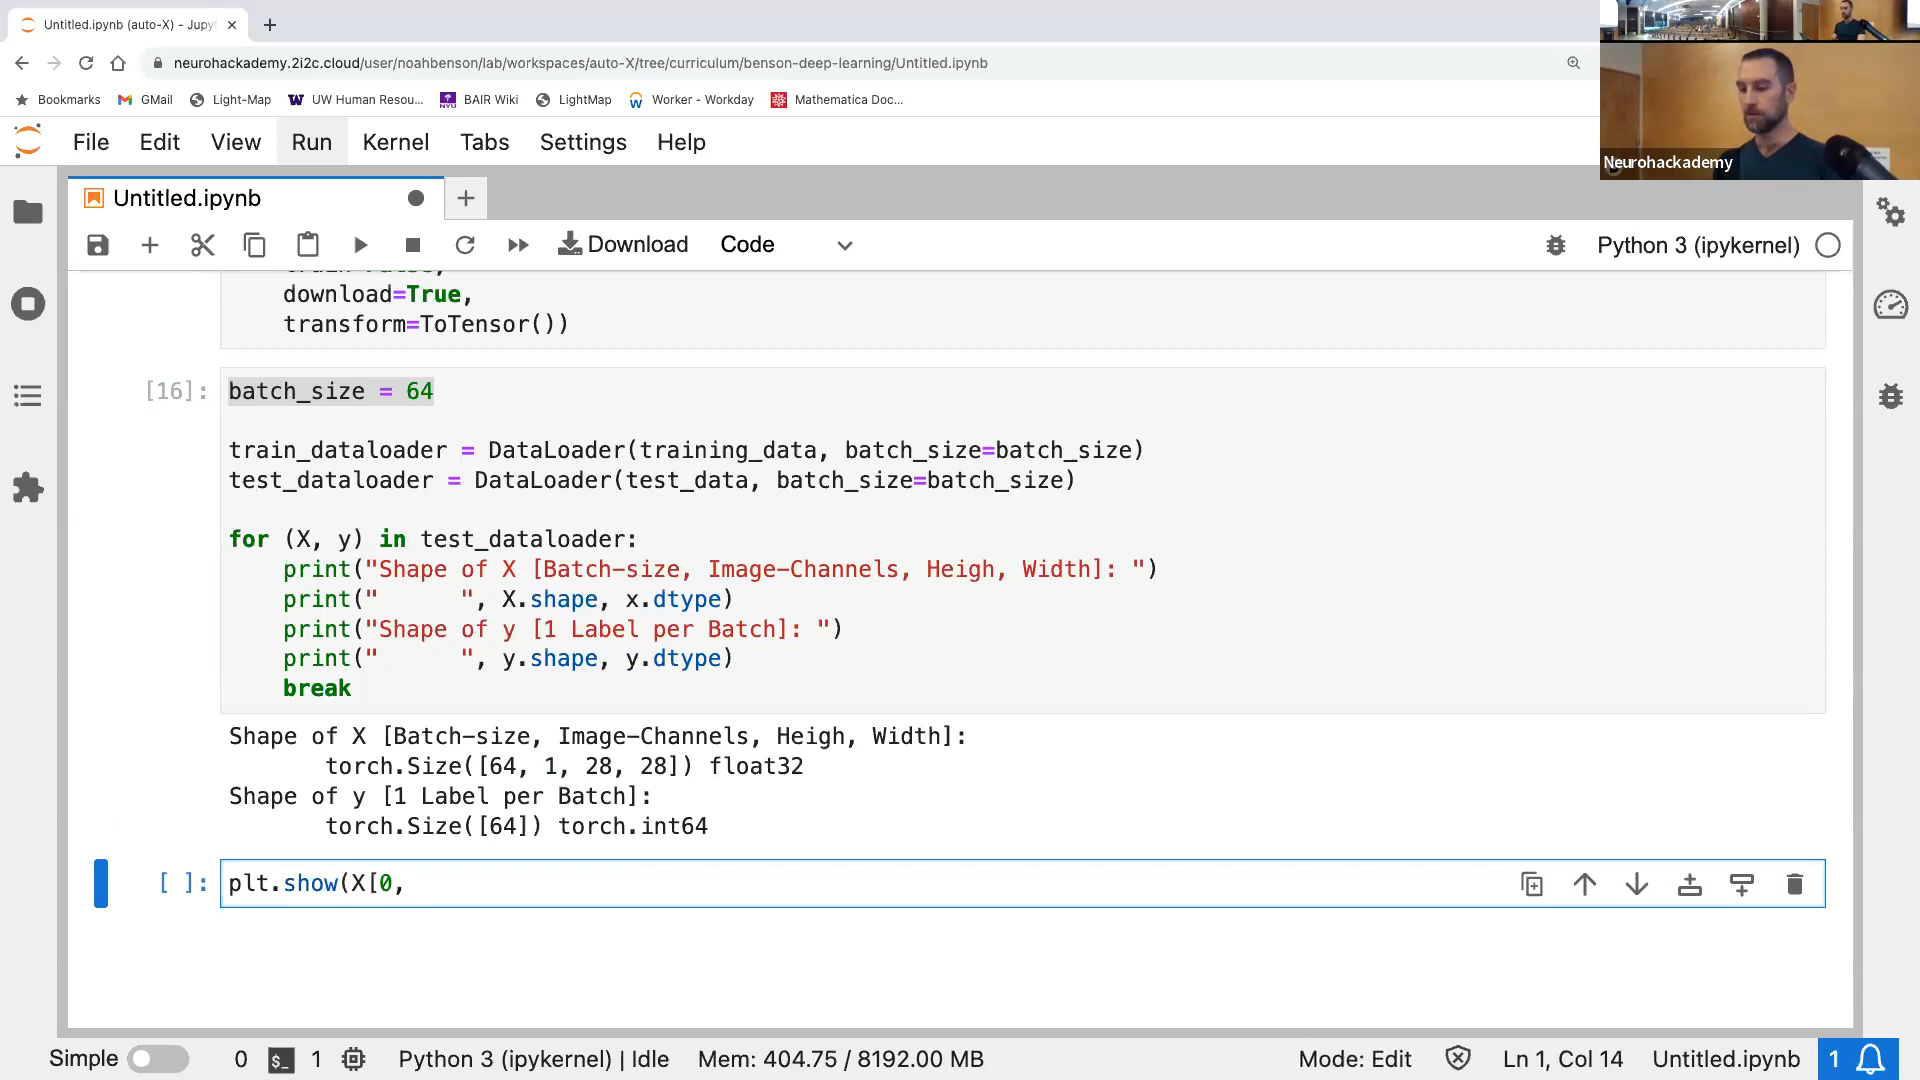 Untitled.ipynb (auto-X) - Jupyt
neurohackademy.2i2c.cloud/user/noahbenson/lab/workspaces/auto-X/tree/curriculum/benson-deep-learning/Untitled.ipynb
Bookmarks GMail Light-Map UW Human Resou... BAIR Wiki LightMap Worker - Workday Mathematica Doc...
File Edit View Run Kernel Tabs Settings Help
Neurohackademy
Untitled.ipynb
Download Code Python 3 (ipykernel)
download=True,
transform=ToTensor())
[16]: batch_size = 64
train_dataloader = DataLoader(training_data, batch_size=batch_size)
test_dataloader = DataLoader(test_data, batch_size=batch_size)
for (X, y) in test_dataloader:
print("Shape of X [Batch-size, Image-Channels, Heigh, Width]: ")
print("      ", X.shape, x.dtype)
print("Shape of y [1 Label per Batch]: ")
print("      ", y.shape, y.dtype)
break
Shape of X [Batch-size, Image-Channels, Heigh, Width]:
torch.Size([64, 1, 28, 28]) float32
Shape of y [1 Label per Batch]:
torch.Size([64]) torch.int64
[ ]: plt.show(X[0,
Simple 0 $_ 1 Python 3 (ipykernel) | Idle Mem: 404.75 / 8192.00 MB Mode: Edit Ln 1, Col 14 Untitled.ipynb 1